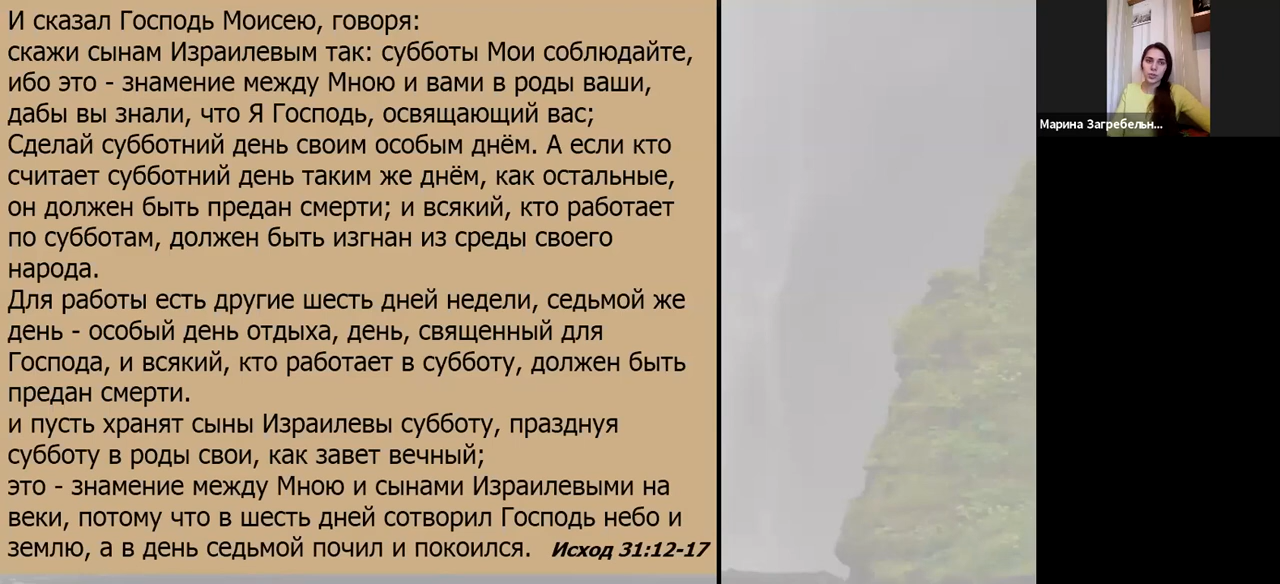 И сказал Господь Моисею, говоря:
скажи сынам Израилевым так: субботы Мои соблюдайте,
ибо это - знамение между Мною и вами в роды ваши,
дабы вы знали, что Я Господь, освящающий вас;
Сделай субботний день своим особым днём. А если кто
считает субботний день таким же днём, как остальные,
он должен быть предан смерти; и всякий, кто работает
по субботам, должен быть изгнан из среды своего
народа.
Для работы есть другие шесть дней недели, седьмой же
день - особый день отдыха, день, священный для
Господа, и всякий, кто работает в субботу, должен быть
предан смерти.
и пусть хранят сыны Израилевы субботу, празднуя
субботу в роды свои, как завет вечный;
это - знамение между Мною и сынами Израилевыми на
веки, потому что в шесть дней сотворил Господь небо и
землю, а в день седьмой почил и покоился. Исход 31:12-17
Марина Загребельн...